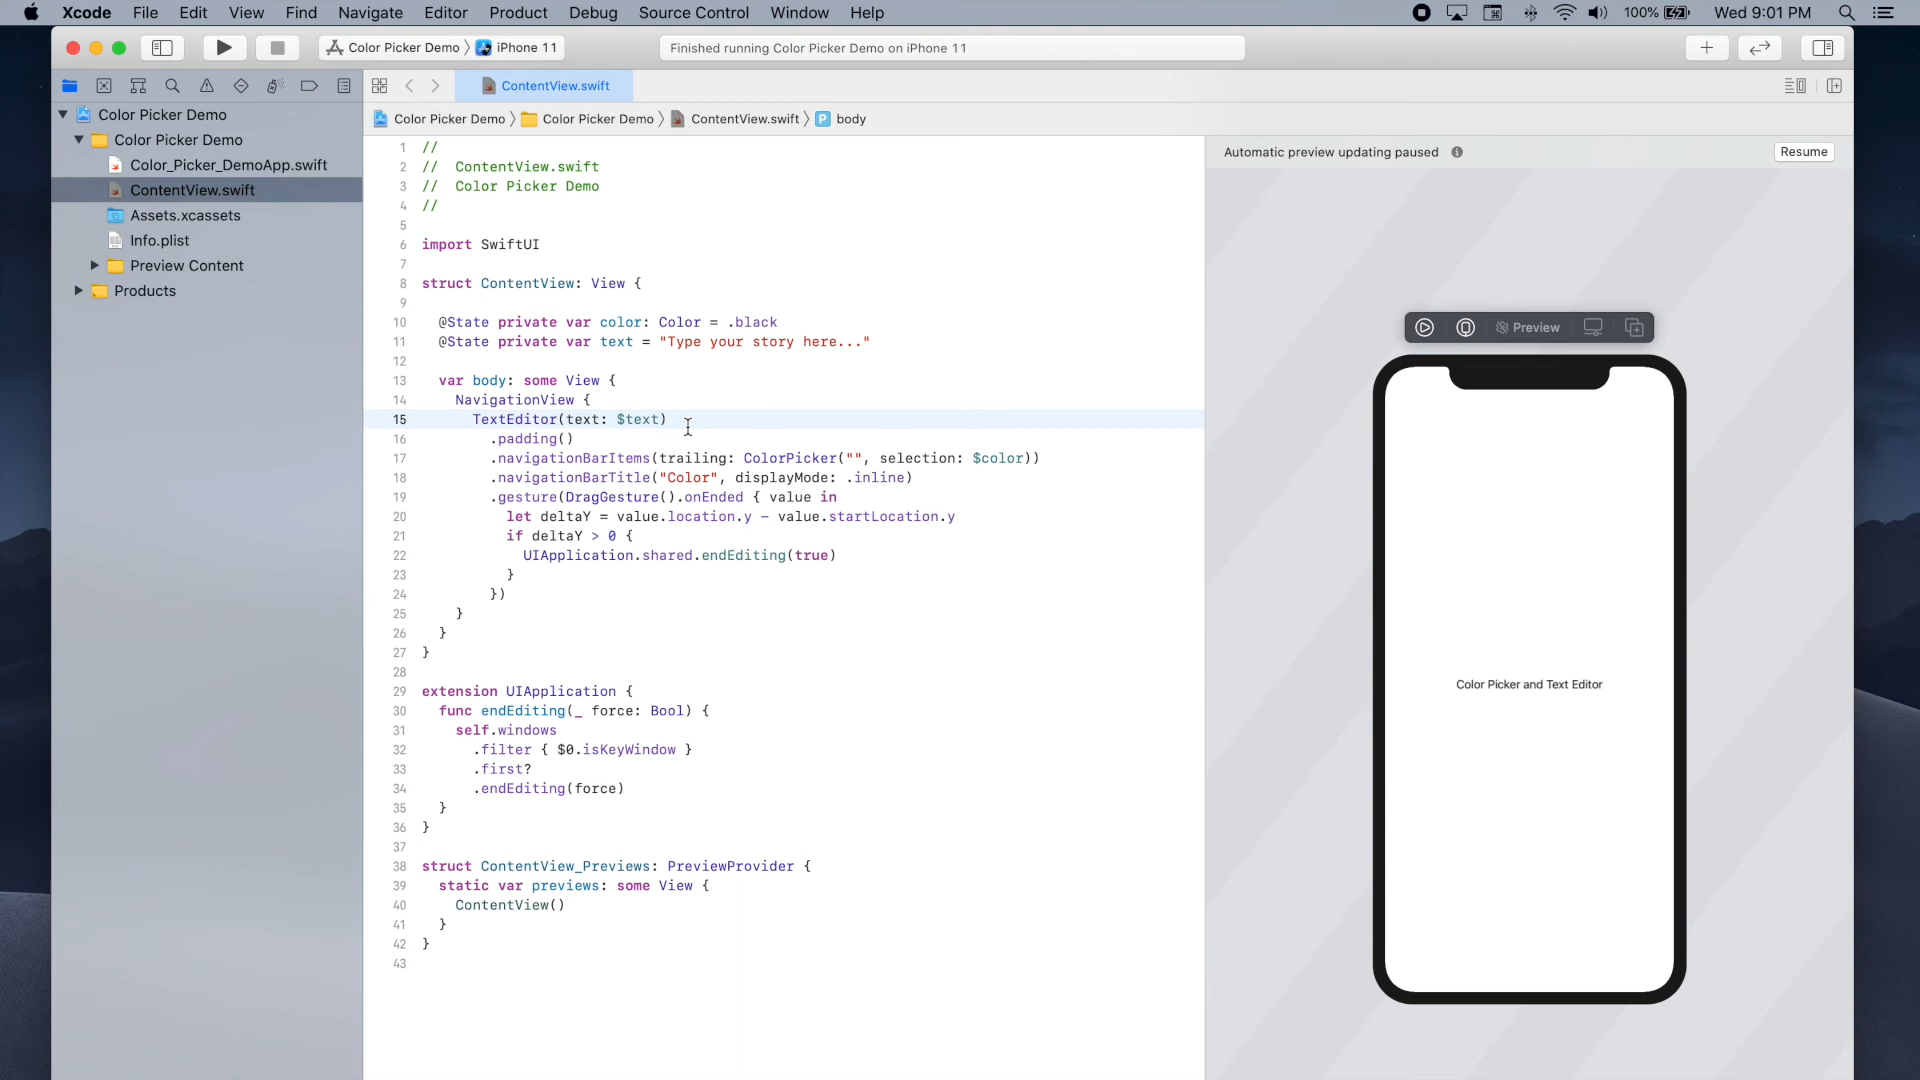 Xcode File Edit View Find Navigate Editor Product Debug Source Control Window Help 100% Wed 9:01 PM
Color Picker Demo 〉 iPhone 11
Finished running Color Picker Demo on iPhone 11
ContentView.swift
Color Picker Demo 〉 Color Picker Demo 〉 ContentView.swift 〉 P body
Color Picker Demo
Color Picker Demo
Color_Picker_DemoApp.swift
ContentView.swift
Assets.xcassets
Info.plist
Preview Content
Products
1 //
2 //  ContentView.swift
3 //  Color Picker Demo
4 //
5
6 import SwiftUI
7
8 struct ContentView: View {
9
10   @State private var color: Color = .black
11   @State private var text = "Type your story here..."
12
13   var body: some View {
14     NavigationView {
15       TextEditor(text: $text)
16         .padding()
17         .navigationBarItems(trailing: ColorPicker("", selection: $color))
18         .navigationBarTitle("Color", displayMode: .inline)
19         .gesture(DragGesture().onEnded { value in
20           let deltaY = value.location.y - value.startLocation.y
21           if deltaY > 0 {
22             UIApplication.shared.endEditing(true)
23           }
24         })
25     }
26   }
27 }
28
29 extension UIApplication {
30   func endEditing(_ force: Bool) {
31     self.windows
32       .filter { $0.isKeyWindow }
33       .first?
34       .endEditing(force)
35   }
36 }
37
38 struct ContentView_Previews: PreviewProvider {
39   static var previews: some View {
40     ContentView()
41   }
42 }
43
Automatic preview updating paused
Resume
Preview
Color Picker and Text Editor